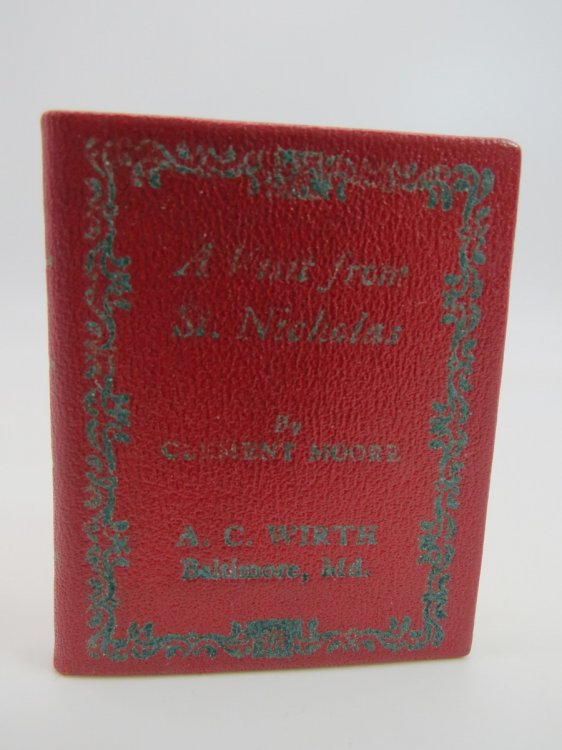 A Visit from
St. Nicholas
By
CLEMENT MOORE
A. C. WIRTH
Baltimore, Md.